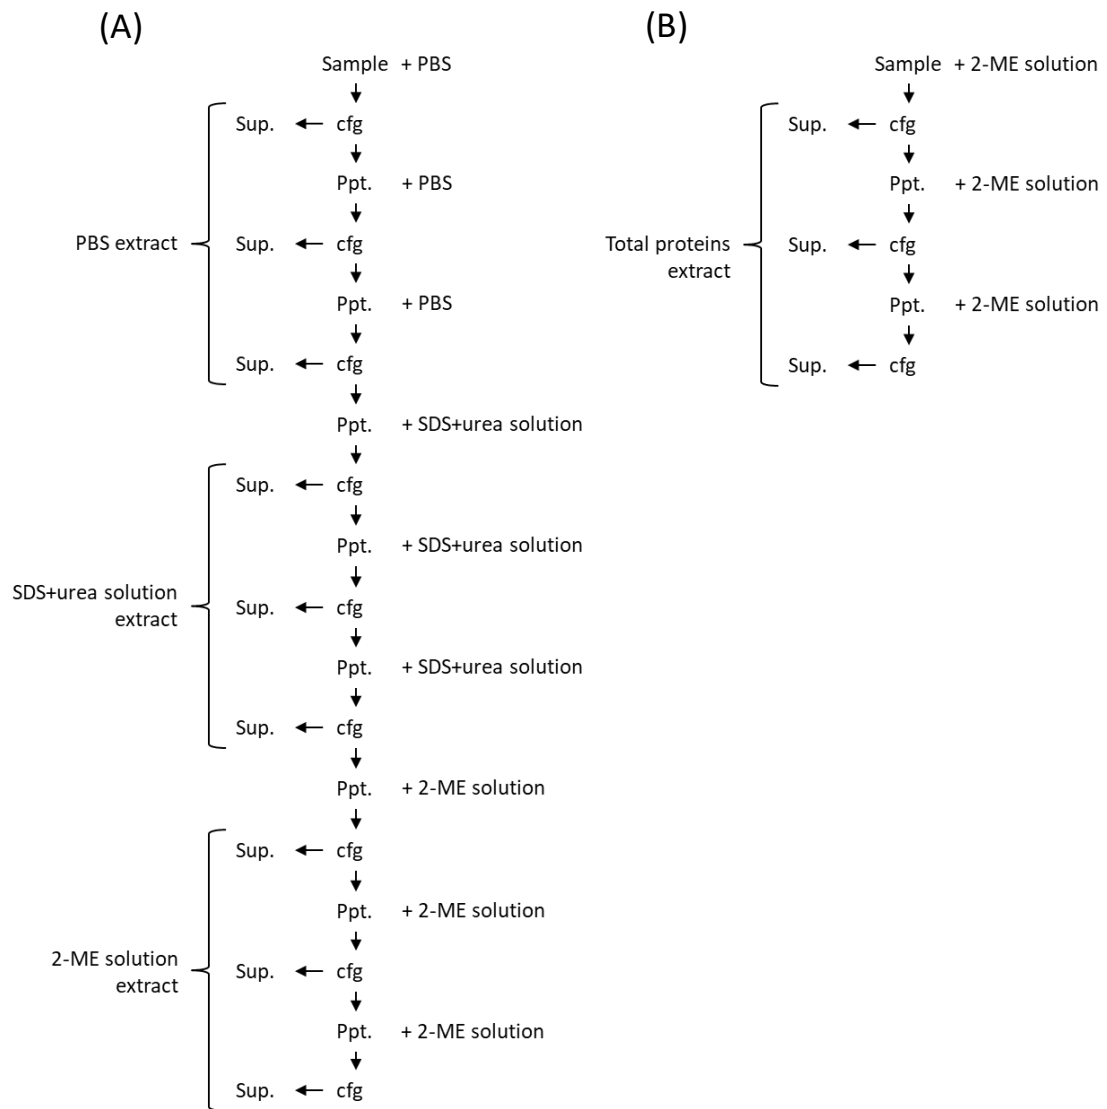 (A)
Sample + PBS
Sup. cfg
Ppt. + PBS
PBS extract
Sup. cfg
Ppt. + PBS
Sup. cfg
Ppt. + SDS+urea solution
Sup. cfg
Ppt. + SDS+urea solution
SDS+urea solution
extract
Sup. cfg
Ppt. + SDS+urea solution
Sup. cfg
Ppt. + 2-ME solution
Sup. cfg
Ppt. + 2-ME solution
2-ME solution
extract
Sup. cfg
Ppt. + 2-ME solution
Sup. cfg
(B)
Sample + 2-ME solution
Sup. cfg
Ppt. + 2-ME solution
Total proteins
extract
Sup. cfg
Ppt. + 2-ME solution
Sup. cfg